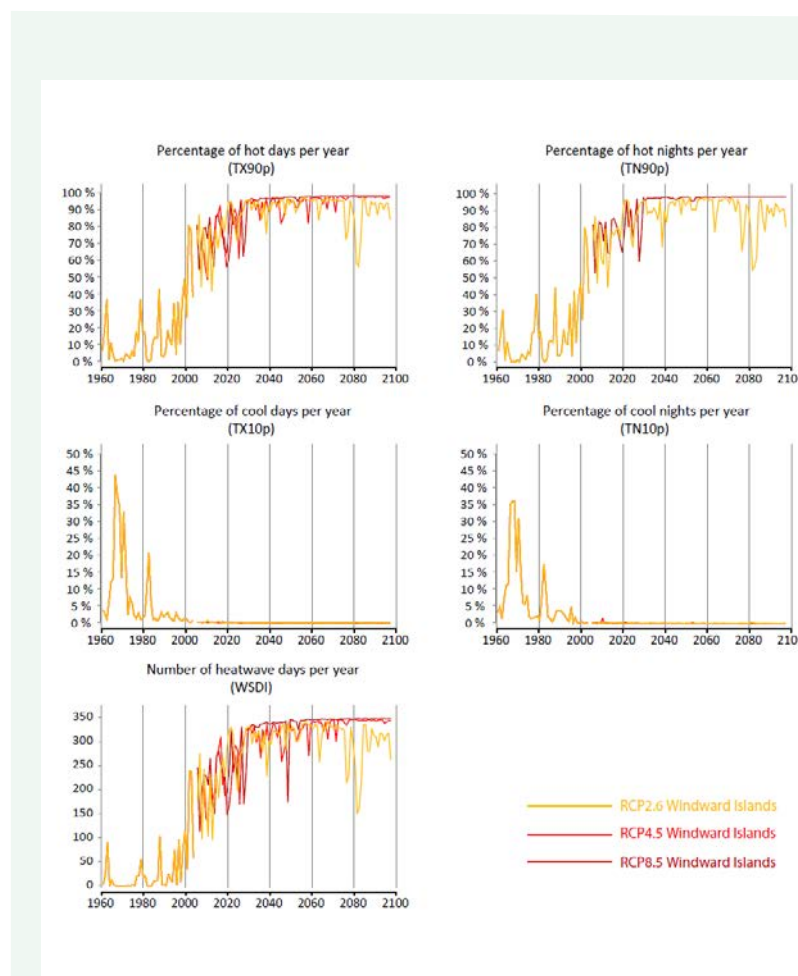 Percentage of hot days per year
(TX90p)
100 %
90 %
80 %
70 %
60 %
50 %
40 %
30 %
20 %
10 %
0 %
1960 1980 2000 2020 2040 2060 2080 2100
Percentage of hot nights per year
(TN90p)
100 %
90 %
80 %
70 %
60 %
50 %
40 %
30 %
20 %
10 %
0 %
1960 1980 2000 2020 2040 2060 2080 210
Percentage of cool days per year
(TX10p)
50 %
45 %
40 %
35 %
30 %
25 %
20 %
15 %
10 %
5 %
0 %
1960 1980 2000 2020 2040 2060 2080 2100
Percentage of cool nights per year
(TN10p)
50 %
45 %
40 %
35 %
30 %
25 %
20 %
15 %
10 %
5 %
0 %
1960 1980 2000 2020 2040 2060 2080 210
Number of heatwave days per year
(WSDI)
350
300
250
200
150
100
50
0
1960 1980 2000 2020 2040 2060 2080 2100
RCP2.6 Windward Islands
RCP4.5 Windward Islands
RCP8.5 Windward Islands